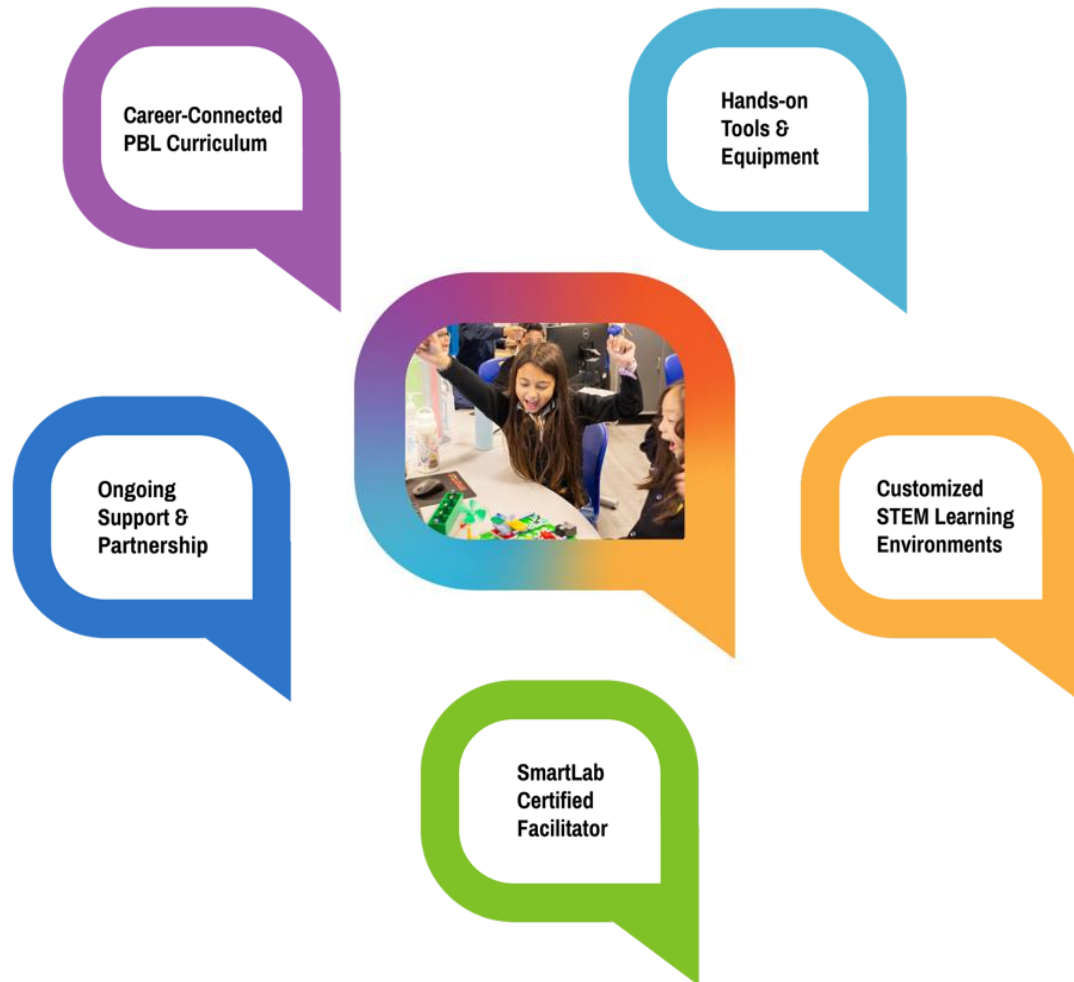 Career-Connected
PBL Curriculum
Hands-on
Tools &
Equipment
Ongoing
Support &
Partnership
Customized
STEM Learning
Environments
SmartLab
Certified
Facilitator